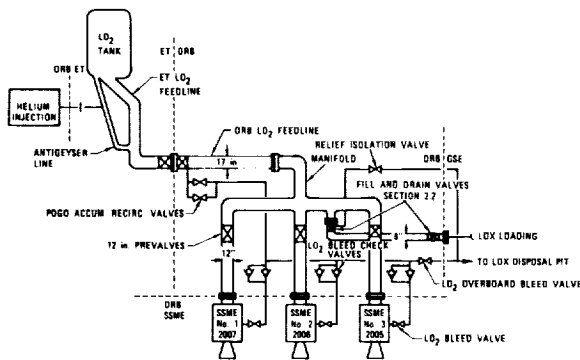 LO₂
TANK
ET
ORB
ORB
ET
ET LO₂
FEEDLINE
HELIUM
INJECTION
ANTIGEYSER
LINE
ORB LO₂ FEEDLINE
17 in
RELIEF ISOLATION VALVE
MANIFOLD
ORB
GSE
FILL AND DRAIN VALVES
SECTION 2.2
POGO ACCUM RECIRC VALVES
12 in. PREVALVES
12"
8"
LOX LOADING
LO₂ BLEED CHECK
VALVES
TO LOX DISPOSAL PIT
LO₂ OVERBOARD BLEED VALVE
ORB
SSME
SSME
No. 1
2007
SSME
No. 2
2006
SSME
No. 3
2005
LO₂ BLEED VALVE